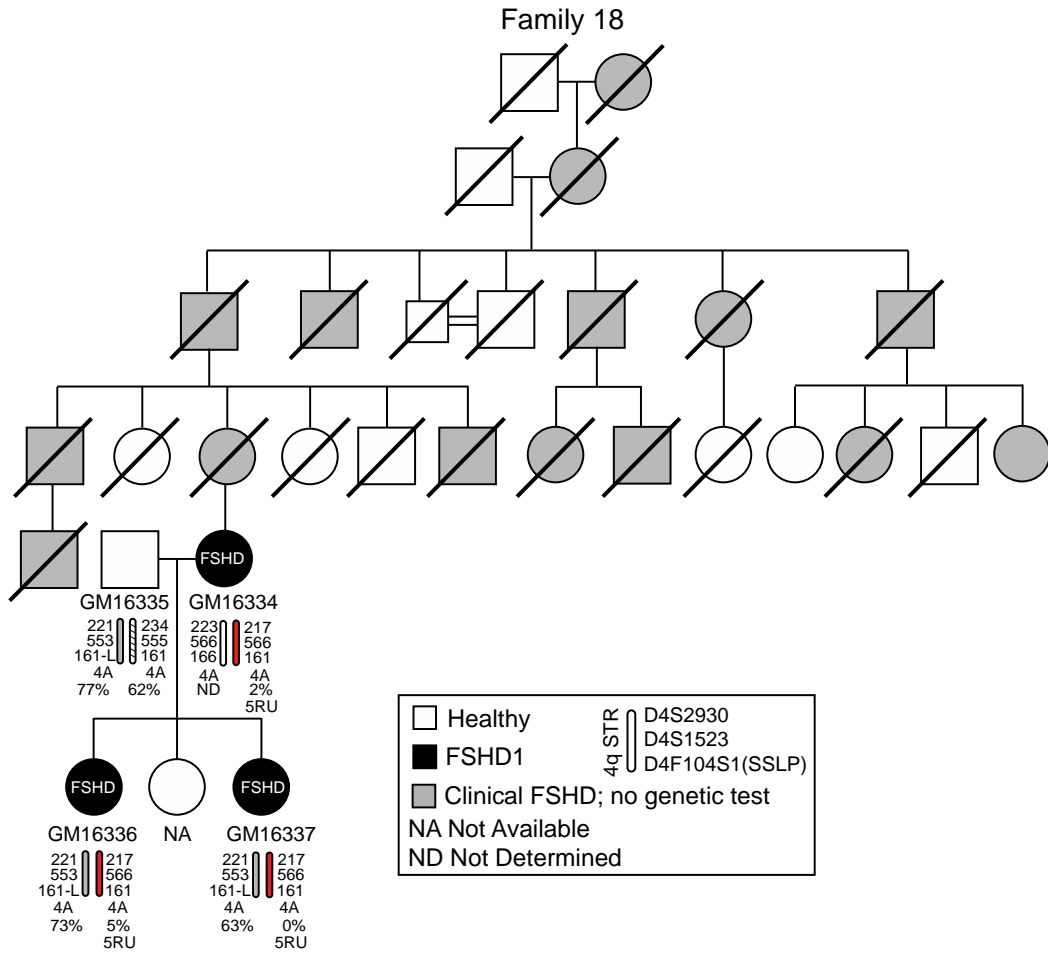 Family 18
FSHD
GM16335 GM16334
221 234 223 217
553 555 566 566
161-L 161 166 161
4A 4A 4A 4A
77% 62% ND 2%
5RU
Healthy
FSHD1
Clinical FSHD; no genetic test
NA Not Available
ND Not Determined
4q STR
D4S2930
D4S1523
D4F104S1(SSLP)
FSHD FSHD
GM16336 NA GM16337
221 217 221 217
553 566 553 566
161-L 161 161-L 161
4A 4A 4A 4A
73% 5% 63% 0%
5RU 5RU